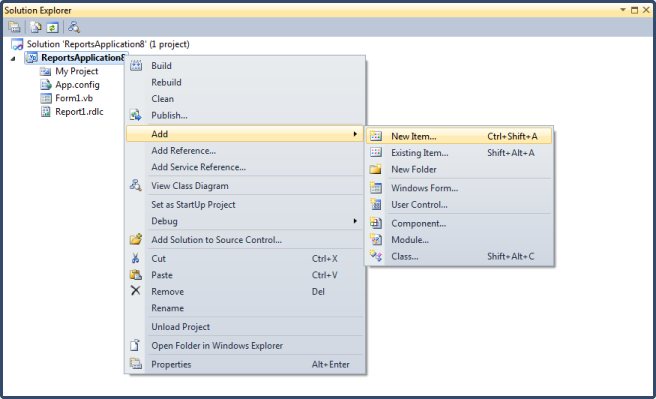 Solution Explorer
Solution 'ReportsApplication8' (1 project)
ReportsApplication8
My Project
App.config
Form1.vb
Report1.rdlc
Build
Rebuild
Clean
Publish...
Add
Add Reference...
Add Service Reference...
View Class Diagram
Set as StartUp Project
Debug
Add Solution to Source Control...
Cut Ctrl+X
Paste Ctrl+V
Remove Del
Rename
Unload Project
Open Folder in Windows Explorer
Properties Alt+Enter
New Item... Ctrl+Shift+A
Existing Item... Shift+Alt+A
New Folder
Windows Form...
User Control...
Component...
Module...
Class... Shift+Alt+C